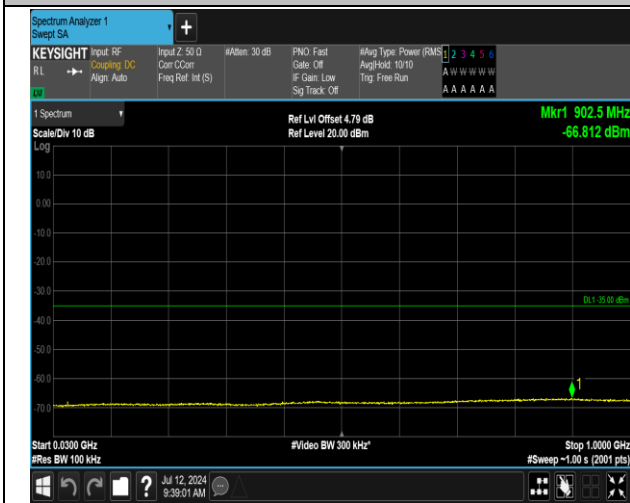 Spectrum Analyzer 1
Swept SA
+
KEYSIGHT Input: RF Input Z: 50 Ω #Atten: 30 dB PNO: Fast #Avg Type: Power (RMS 1 2 3 4 5 6
RL Coupling: DC Corr CCorr Gate: Off Avg|Hold: 10/10 A W W W W W
Align: Auto Freq Ref: Int (S) IF Gain: Low Trig: Free Run
Sig Track: Off A A A A A A
1 Spectrum Ref Lvl Offset 4.79 dB Mkr1 902.5 MHz
Scale/Div 10 dB Ref Level 20.00 dBm -66.812 dBm
Log
10.0
0.00
-10.0
-20.0
-30.0
DL1 -35.00 dBm
-40.0
-50.0
-60.0
1
-70.0
Start 0.0300 GHz #Video BW 300 kHz* Stop 1.0000 GHz
#Res BW 100 kHz #Sweep ~1.00 s (2001 pts)
? Jul 12, 2024
9:39:01 AM